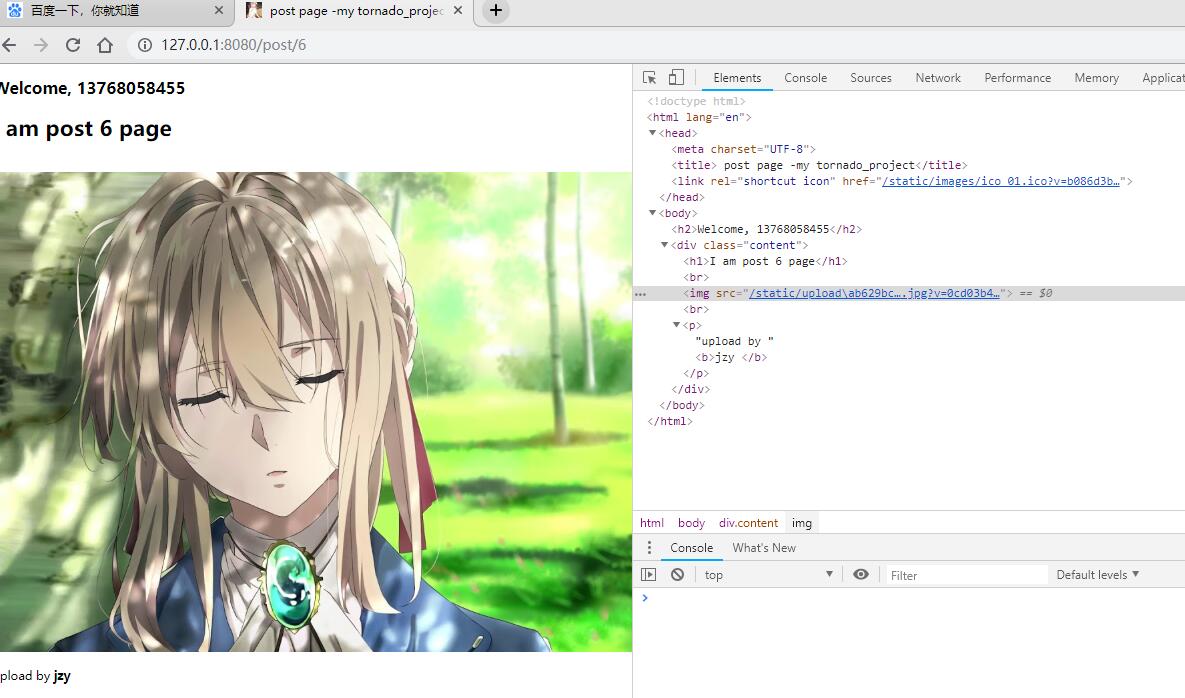 百度一下，你就知道
post page -my tornado_projec
127.0.0.1:8080/post/6
Welcome, 13768058455
am post 6 page
pload by jzy
Elements Console Sources Network Performance Memory Applicat
<!doctype html>
<html lang="en">
<head>
<meta charset="UTF-8">
<title> post page -my tornado_project</title>
<link rel="shortcut icon" href="/static/images/ico 01.ico?v=b086d3b…">
</head>
<body>
<h2>Welcome, 13768058455</h2>
<div class="content">
<h1>I am post 6 page</h1>
<br>
<img src="/static/upload\ab629bc….jpg?v=0cd03b4…"> == $0
<br>
<p>
"upload by "
<b>jzy </b>
</p>
</div>
</body>
</html>
html body div.content img
Console What's New
top Filter Default levels